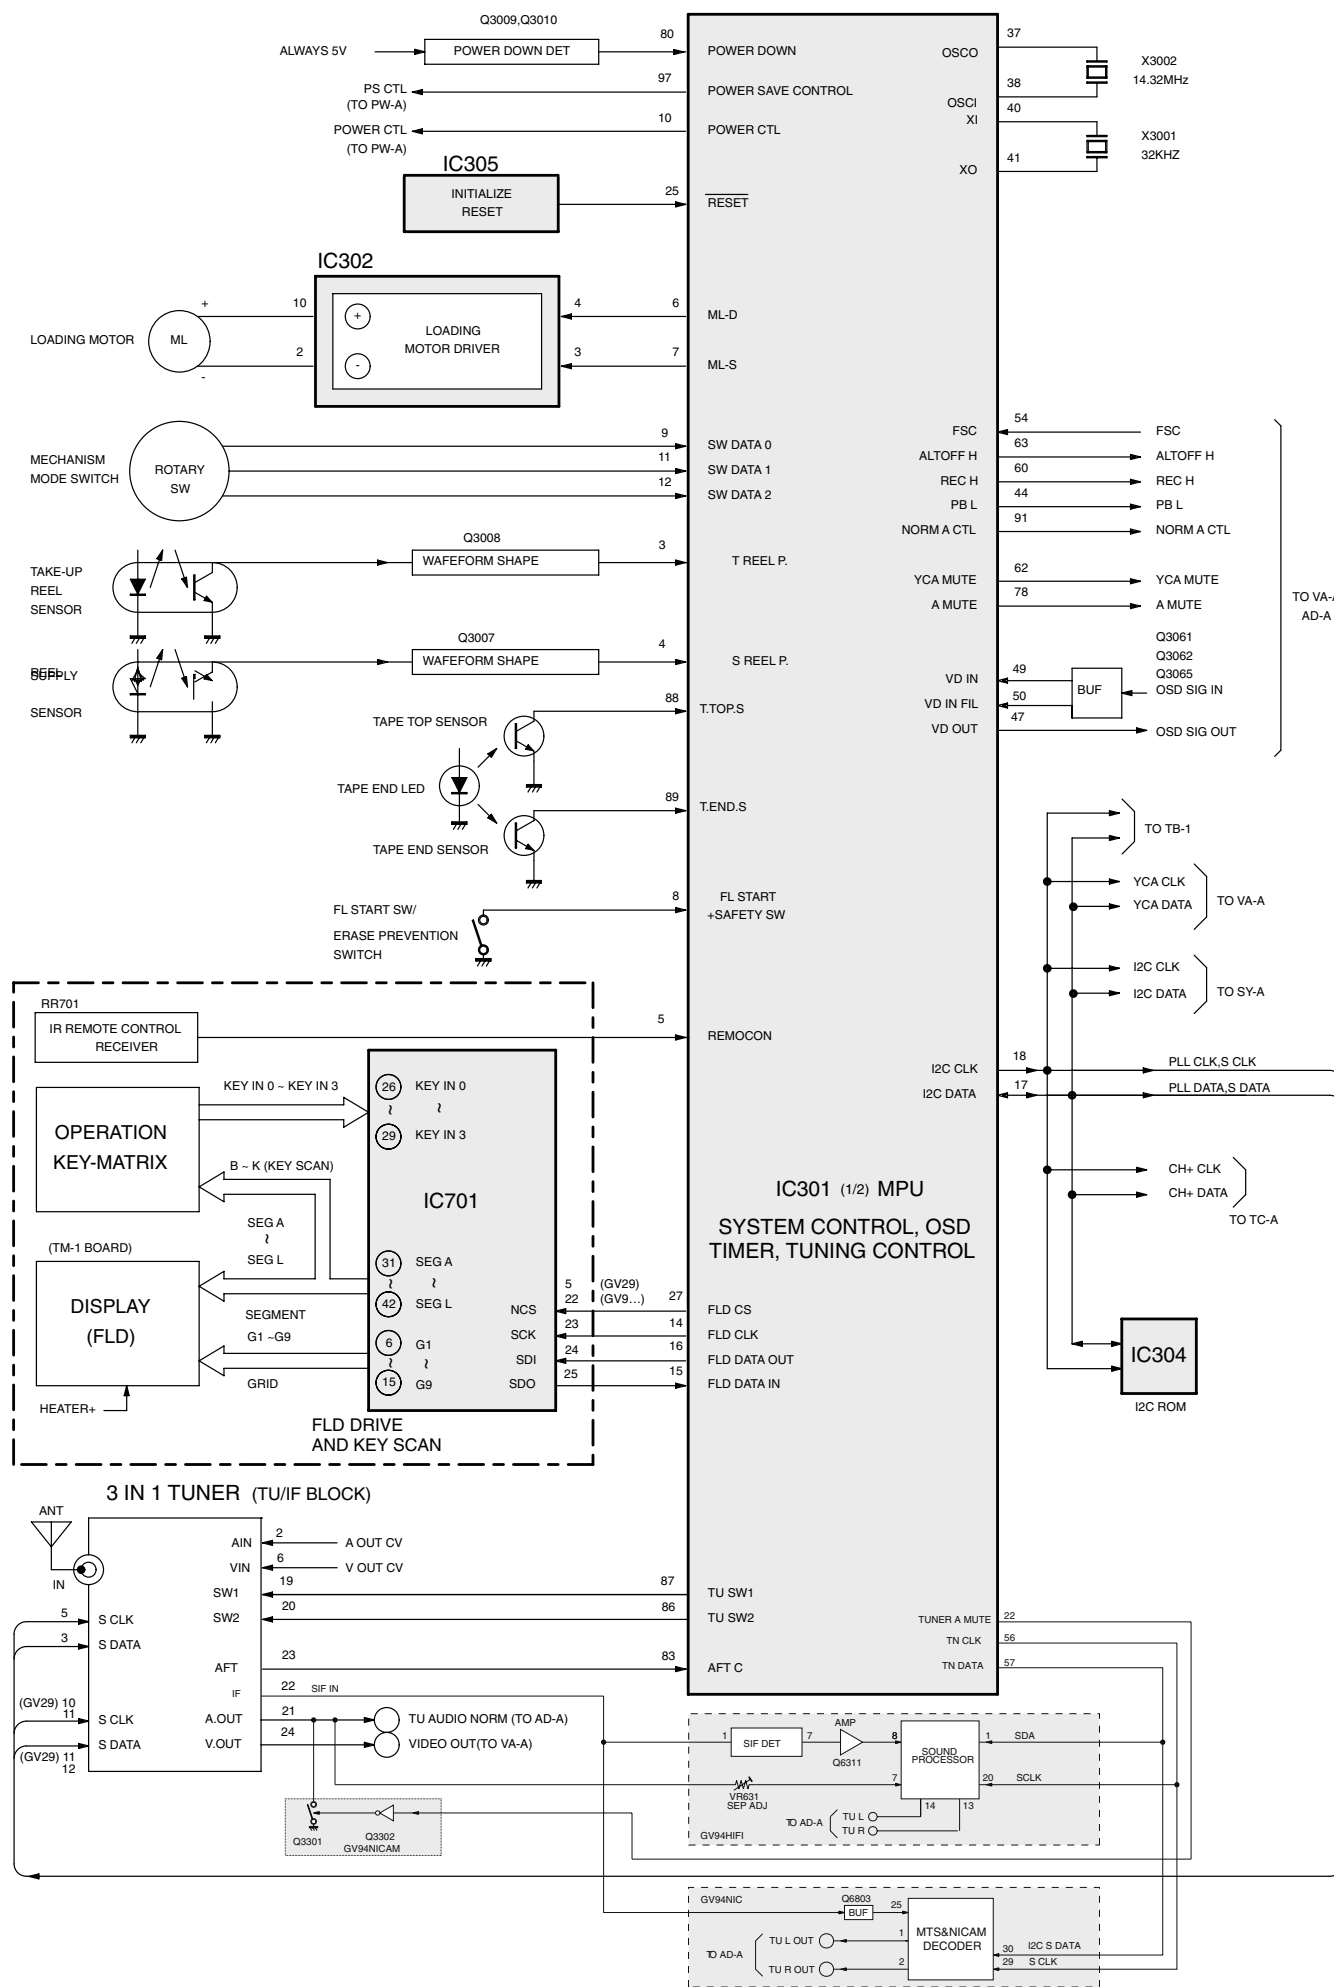 Q3009,Q3010
ALWAYS 5V
POWER DOWN DET
80
POWER DOWN
PS CTL
(TO PW-A)
97
POWER SAVE CONTROL
POWER CTL
(TO PW-A)
10
POWER CTL
IC305
INITIALIZE
RESET
25
RESET
OSCO
37
X3002
14.32MHz
OSCI
38
XI
40
X3001
32KHZ
XO
41
IC302
LOADING MOTOR
ML
+
-
10
2
+
-
LOADING
MOTOR DRIVER
4
3
6
7
ML-D
ML-S
MECHANISM
MODE SWITCH
ROTARY
SW
9
11
12
SW DATA 0
SW DATA 1
SW DATA 2
TAKE-UP
REEL
SENSOR
Q3008
WAFEFORM SHAPE
3
T REEL P.
REEL
SUPPLY
SENSOR
Q3007
WAFEFORM SHAPE
4
S REEL P.
TAPE TOP SENSOR
88
T.TOP.S
TAPE END LED
TAPE END SENSOR
89
T.END.S
FL START SW/
ERASE PREVENTION
SWITCH
8
FL START
+SAFETY SW
FSC
54
FSC
ALTOFF H
63
ALTOFF H
REC H
60
REC H
PB L
44
PB L
NORM A CTL
91
NORM A CTL
YCA MUTE
62
YCA MUTE
A MUTE
78
A MUTE
TO VA-A
AD-A
Q3061
Q3062
Q3065
VD IN
49
VD IN FIL
50
BUF
OSD SIG IN
VD OUT
47
OSD SIG OUT
TO TB-1
YCA CLK
YCA DATA
TO VA-A
I2C CLK
I2C DATA
TO SY-A
I2C CLK
18
PLL CLK,S CLK
I2C DATA
17
PLL DATA,S DATA
CH+ CLK
CH+ DATA
TO TC-A
IC304
I2C ROM
IC301 (1/2) MPU
SYSTEM CONTROL, OSD
TIMER, TUNING CONTROL
RR701
IR REMOTE CONTROL
RECEIVER
5
REMOCON
OPERATION
KEY-MATRIX
KEY IN 0 ~ KEY IN 3
B ~ K (KEY SCAN)
26
~
29
KEY IN 0
~
KEY IN 3
IC701
SEG A
~
SEG L
(TM-1 BOARD)
DISPLAY
(FLD)
SEGMENT
G1 ~G9
GRID
HEATER+
31
~
42
SEG A
~
SEG L
6
~
15
G1
~
G9
NCS
SCK
SDI
SDO
5
(GV29)
22
(GV9...)
23
24
25
27
14
16
15
FLD CS
FLD CLK
FLD DATA OUT
FLD DATA IN
FLD DRIVE
AND KEY SCAN
3 IN 1 TUNER (TU/IF BLOCK)
ANT
IN
AIN
2
A OUT CV
VIN
6
V OUT CV
SW1
19
87
TU SW1
SW2
20
86
TU SW2
AFT
23
83
AFT C
IF
22
SIF IN
A.OUT
21
TU AUDIO NORM (TO AD-A)
V.OUT
24
VIDEO OUT(TO VA-A)
5
S CLK
3
S DATA
(GV29) 10
11
S CLK
(GV29) 11
12
S DATA
TUNER A MUTE
22
TN CLK
56
TN DATA
57
Q3301
Q3302
GV94NICAM
1
SIF DET
7
AMP
Q6311
8
SOUND
PROCESSOR
1
SDA
20
SCLK
7
VR631
SEP ADJ
14
13
TO AD-A
TU L
TU R
GV94HIFI
GV94NIC
Q6803
BUF
25
MTS&NICAM
DECODER
1
2
TO AD-A
TU L OUT
TU R OUT
30
I2C S DATA
29
S CLK